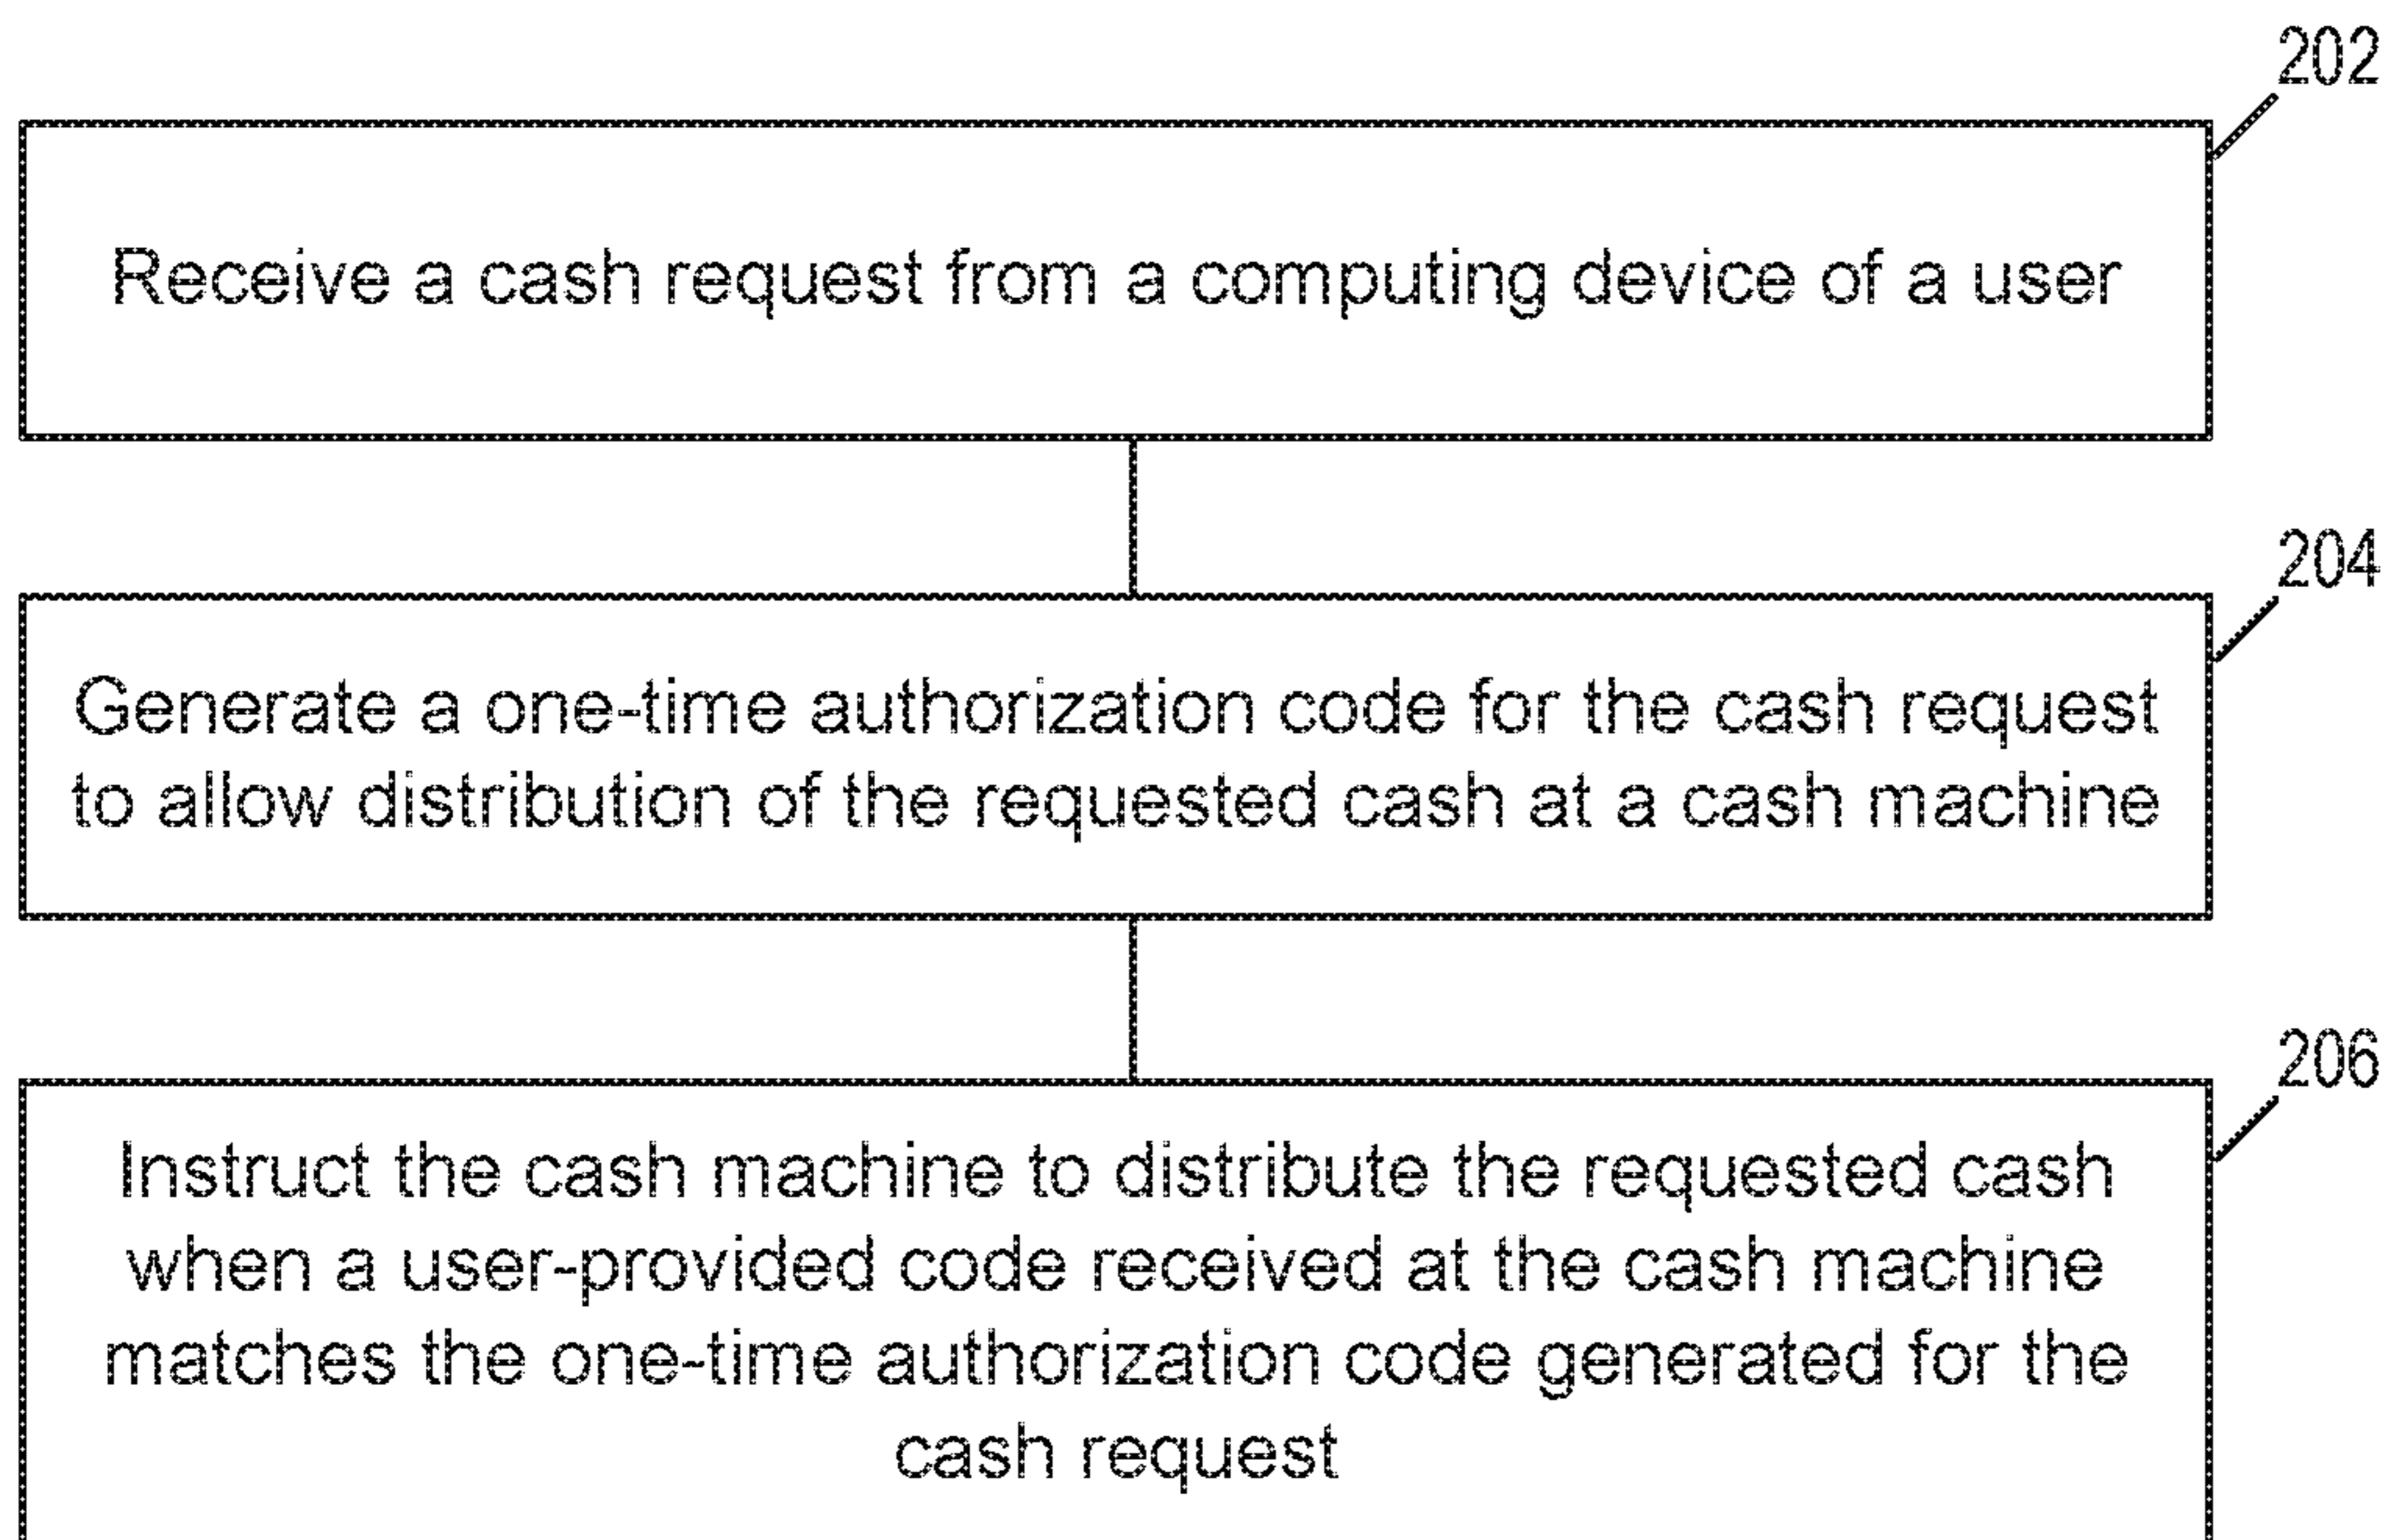 202
Receive a cash request from a computing device of a user
204
Generate a one-time authorization code for the cash request
to allow distribution of the requested cash at a cash machine
206
Instruct the cash machine to distribute the requested cash
when a user-provided code received at the cash machine
matches the one-time authorization code generated for the
cash request